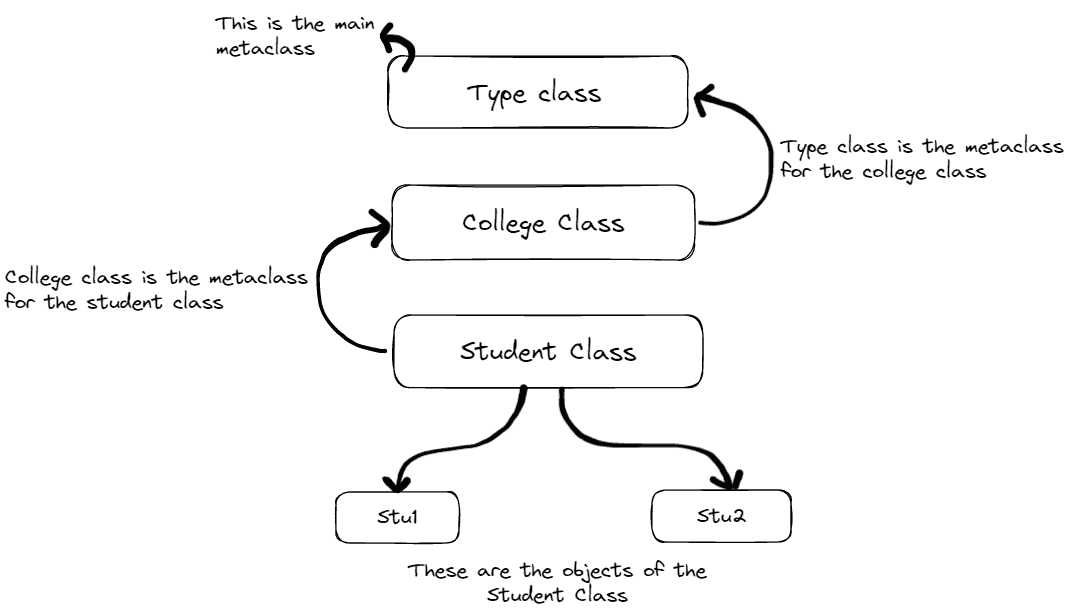 This is the main
metaclass
Type class
Type class is the metaclass
for the college class
College Class
College class is the metaclass
for the student class
Student Class
Stu1
Stu2
These are the objects of the
Student Class